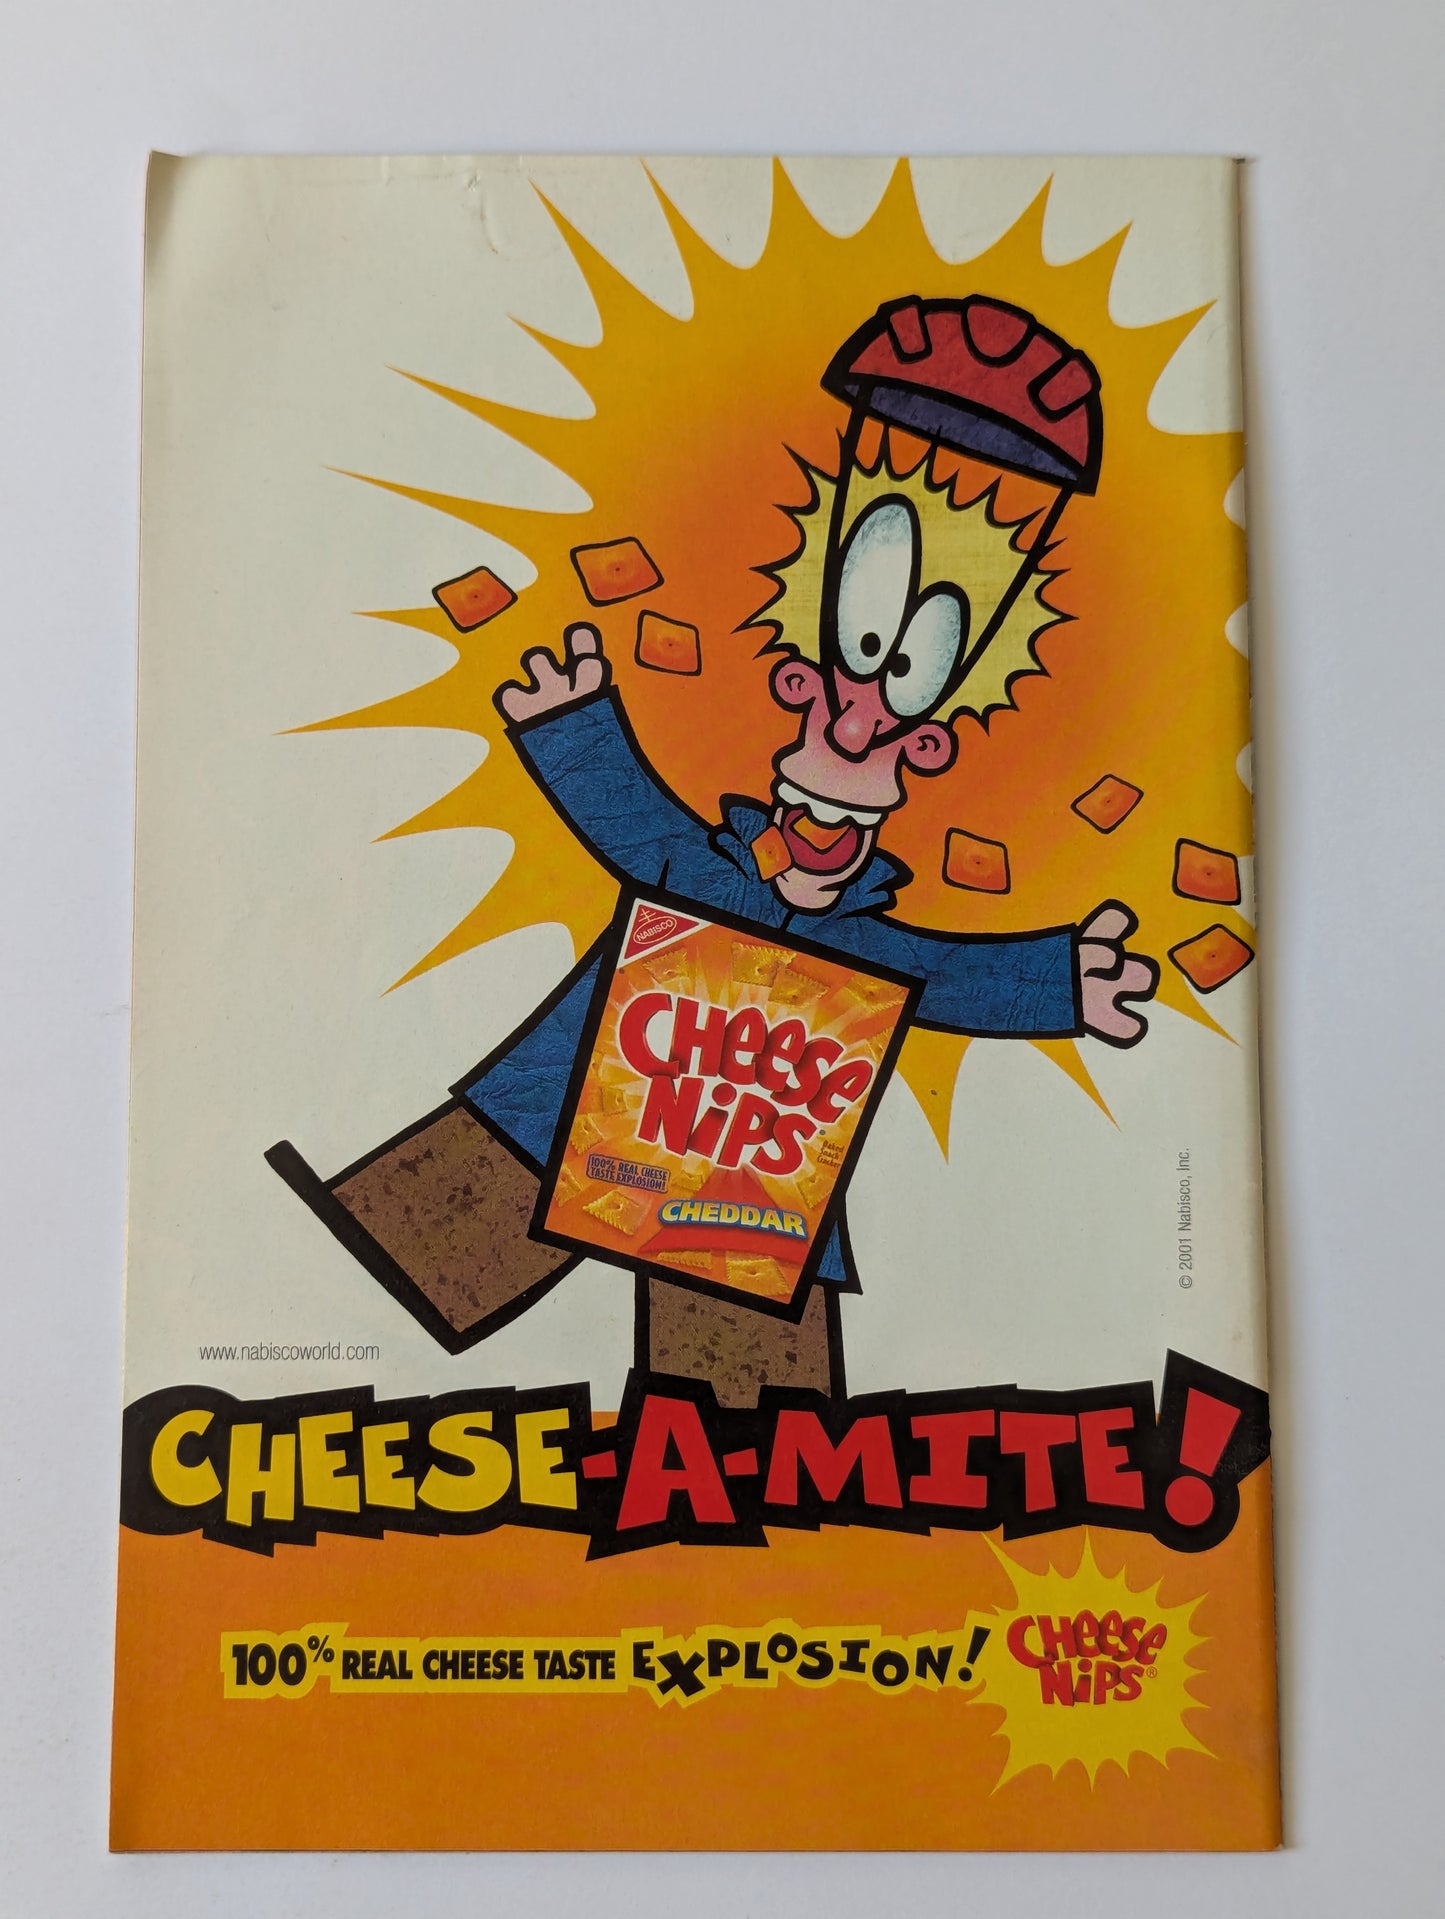 NABISCO
CHEESE
NiPS
Baked
Snack
Cracker
100% REAL CHEESE
TASTE EXPLOSION!
CHEDDAR
© 2001 Nabisco, Inc.
www.nabiscoworld.com
CHEESE-A-MITE!
100% REAL CHEESE TASTE EXPLOSION!
CHEESE
NiPS®